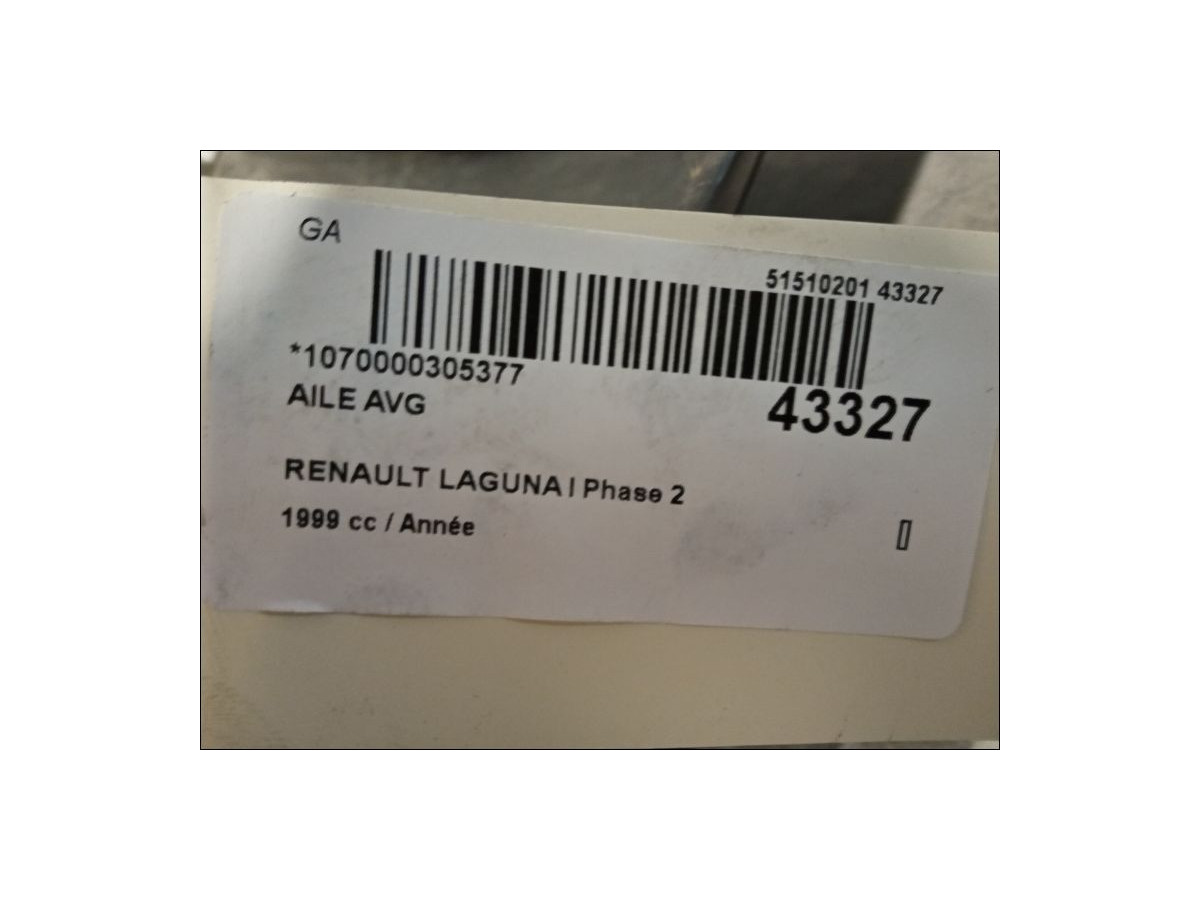 GA
51510201 43327
*1070000305377
43327
AILE AVG
RENAULT LAGUNA I Phase 2
1999 cc / Année